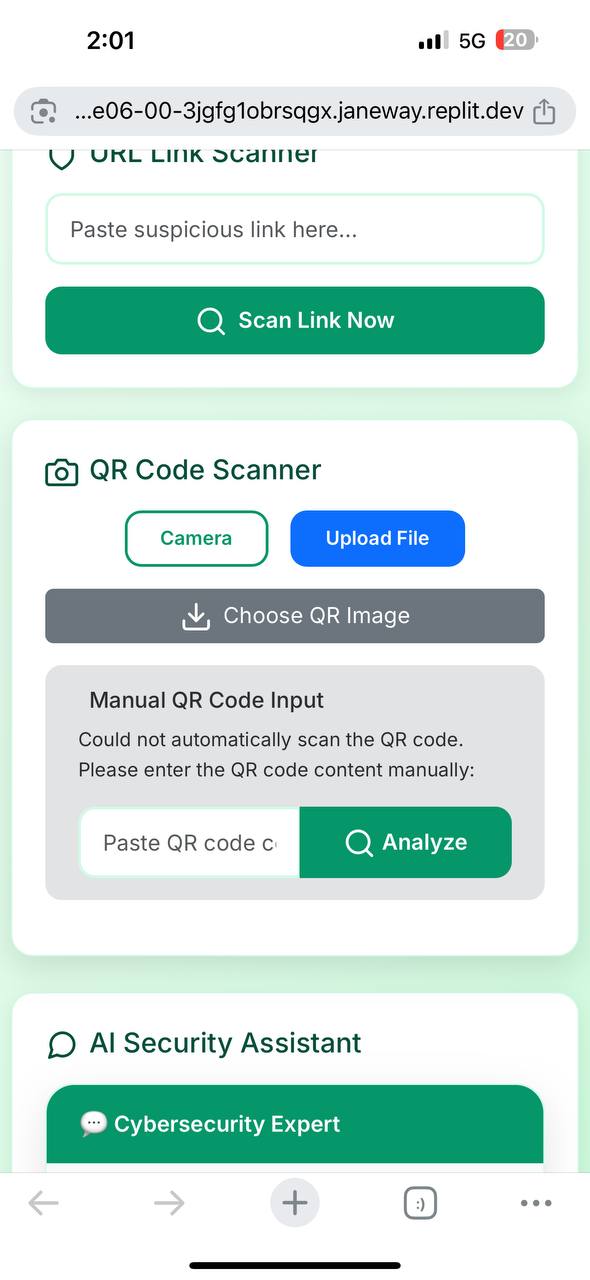 2:01
5G
20
...e06-00-3jgfg1obrsqgx.janeway.replit.dev
URL Link Scanner
Paste suspicious link here...
Scan Link Now
QR Code Scanner
Camera
Upload File
Choose QR Image
Manual QR Code Input
Could not automatically scan the QR code.
Please enter the QR code content manually:
Paste QR code c
Analyze
AI Security Assistant
Cybersecurity Expert
:)